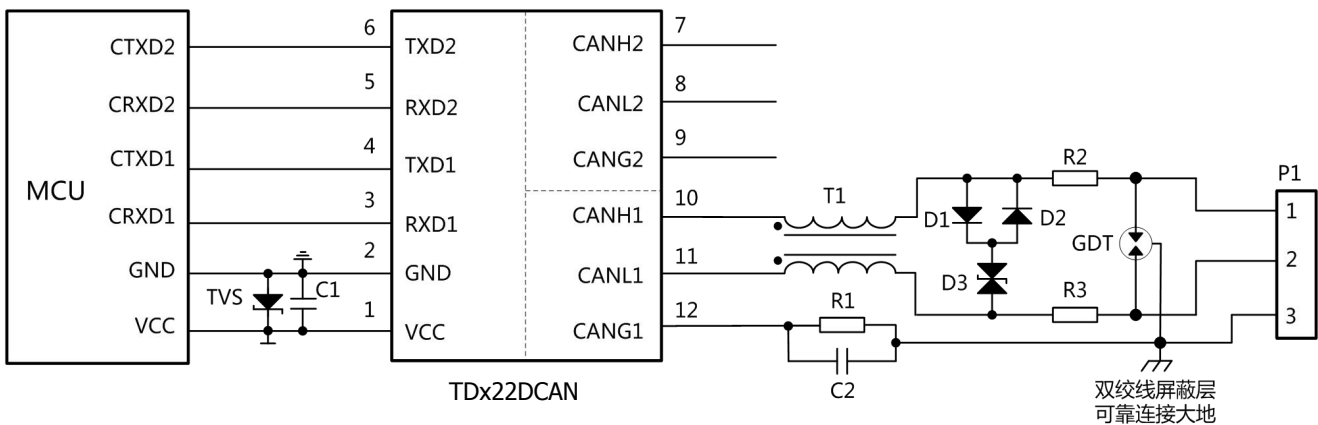 MCU
CTXD2
CRXD2
CTXD1
CRXD1
GND
VCC
TVS
C1
6
5
4
3
2
1
TXD2
RXD2
TXD1
RXD1
GND
VCC
CANH2
CANL2
CANG2
CANH1
CANL1
CANG1
TDx22DCAN
7
8
9
10
11
12
T1
R1
C2
D1
D2
D3
R2
GDT
R3
P1
1
2
3
双绞线屏蔽层
可靠连接大地